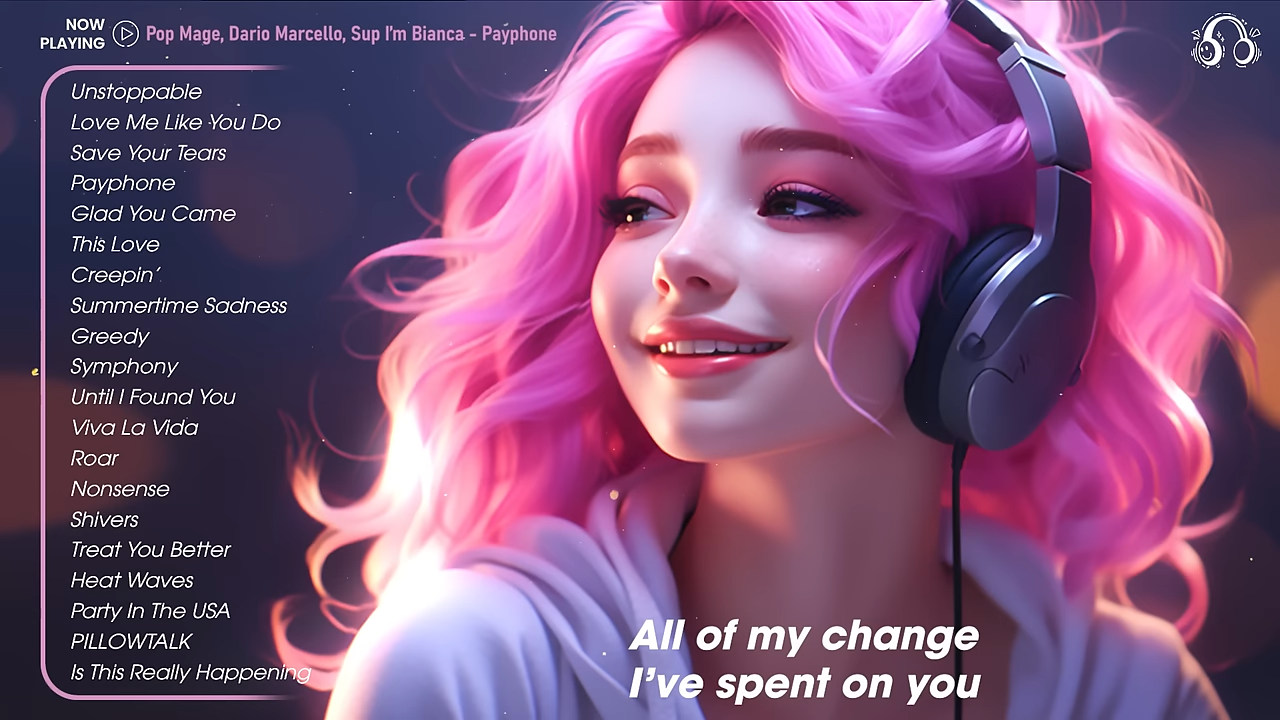 NOW
PLAYING
Pop Mage, Dario Marcello, Sup I'm Bianca - Payphone
Unstoppable
Love Me Like You Do
Save Your Tears
Payphone
Glad You Came
This Love
Creepin'
Summertime Sadness
Greedy
Symphony
Until I Found You
Viva La Vida
Roar
Nonsense
Shivers
Treat You Better
Heat Waves
Party In The USA
PILLOWTALK
Is This Really Happening
All of my change
I've spent on you